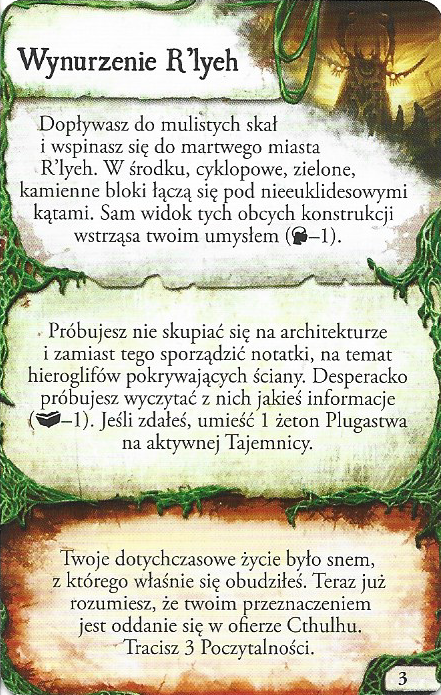 Wynurzenie R'lyeh
Dopływasz do mulistych skał
i wspinasz się do martwego miasta
R'lyeh. W środku, cyklopowe, zielone,
kamienne bloki łączą się pod nieeuklidesowymi
kątami. Sam widok tych obcych konstrukcji
wstrząsa twoim umysłem (–1).
Próbujesz nie skupiać się na architekturze
i zamiast tego sporządzić notatki, na temat
hieroglifów pokrywających ściany. Desperacko
próbujesz wyczytać z nich jakieś informacje
(–1). Jeśli zdałeś, umieść 1 żeton Plugastwa
na aktywnej Tajemnicy.
Twoje dotychczasowe życie było snem,
z którego właśnie się obudziłeś. Teraz już
rozumiesz, że twoim przeznaczeniem
jest oddanie się w ofierze Cthulhu.
Tracisz 3 Poczytalności.
3